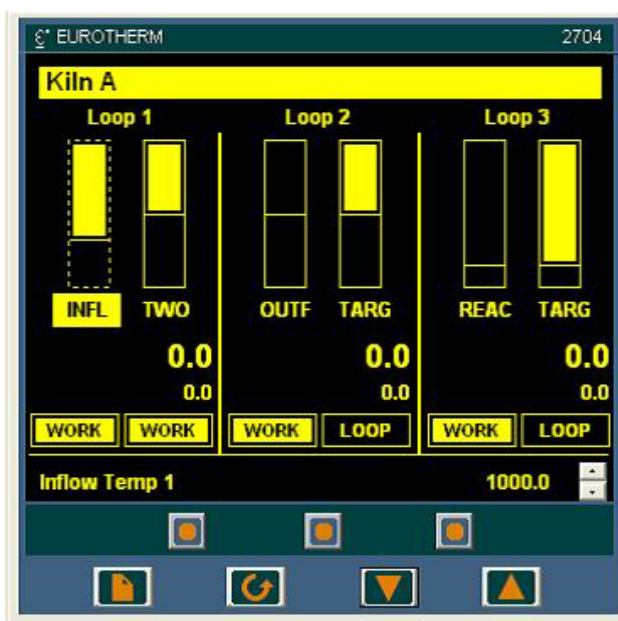 EUROTHERM 2704
Kiln A
Loop 1 Loop 2 Loop 3
INFL TWO OUTF TARG REAC TARG
0.0 0.0 0.0
0.0 0.0 0.0
WORK WORK WORK LOOP WORK LOOP
Inflow Temp 1 1000.0